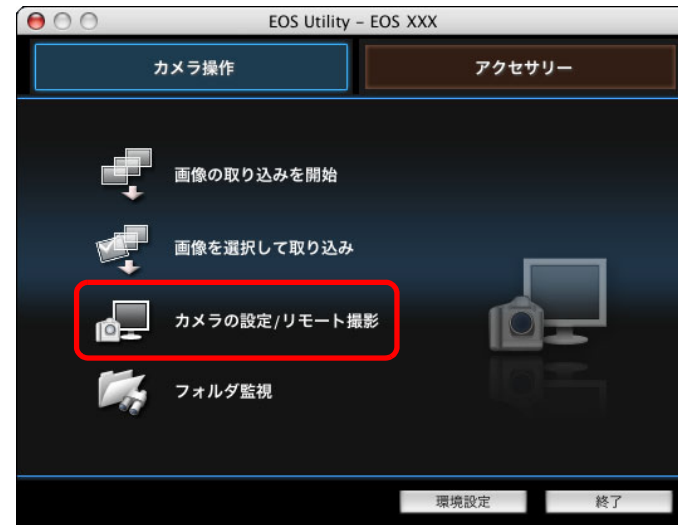 EOS Utility – EOS XXX
カメラ操作
アクセサリー
画像の取り込みを開始
画像を選択して取り込み
カメラの設定/リモート撮影
フォルダ監視
環境設定
終了